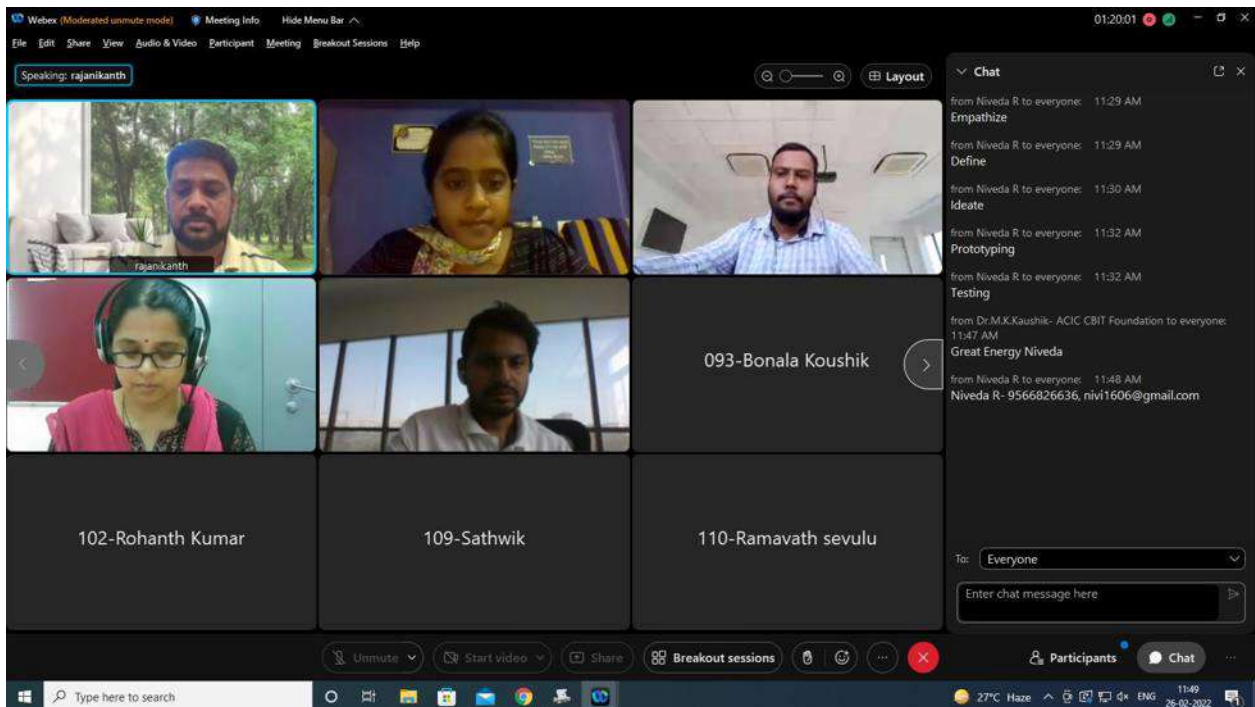 Webex (Moderated unmute mode) Meeting Info Hide Menu Bar
01:20:01
File Edit Share View Audio & Video Participant Meeting Breakout Sessions Help
Speaking: rajanikanth
Layout
rajanikanth
093-Bonala Koushik
102-Rohanth Kumar
109-Sathwik
110-Ramavath sevulu
Chat
from Niveda R to everyone: 11:29 AM
Empathize
from Niveda R to everyone: 11:29 AM
Define
from Niveda R to everyone: 11:30 AM
Ideate
from Niveda R to everyone: 11:32 AM
Prototyping
from Niveda R to everyone: 11:32 AM
Testing
from Dr.M.K.Kaushik- ACIC CBIT Foundation to everyone:
11:47 AM
Great Energy Niveda
from Niveda R to everyone: 11:48 AM
Niveda R- 9566826636, nivi1606@gmail.com
To: Everyone
Enter chat message here
Unmute Start video Share Breakout sessions Participants Chat
Type here to search
27°C Haze ENG 11:49
26-02-2022